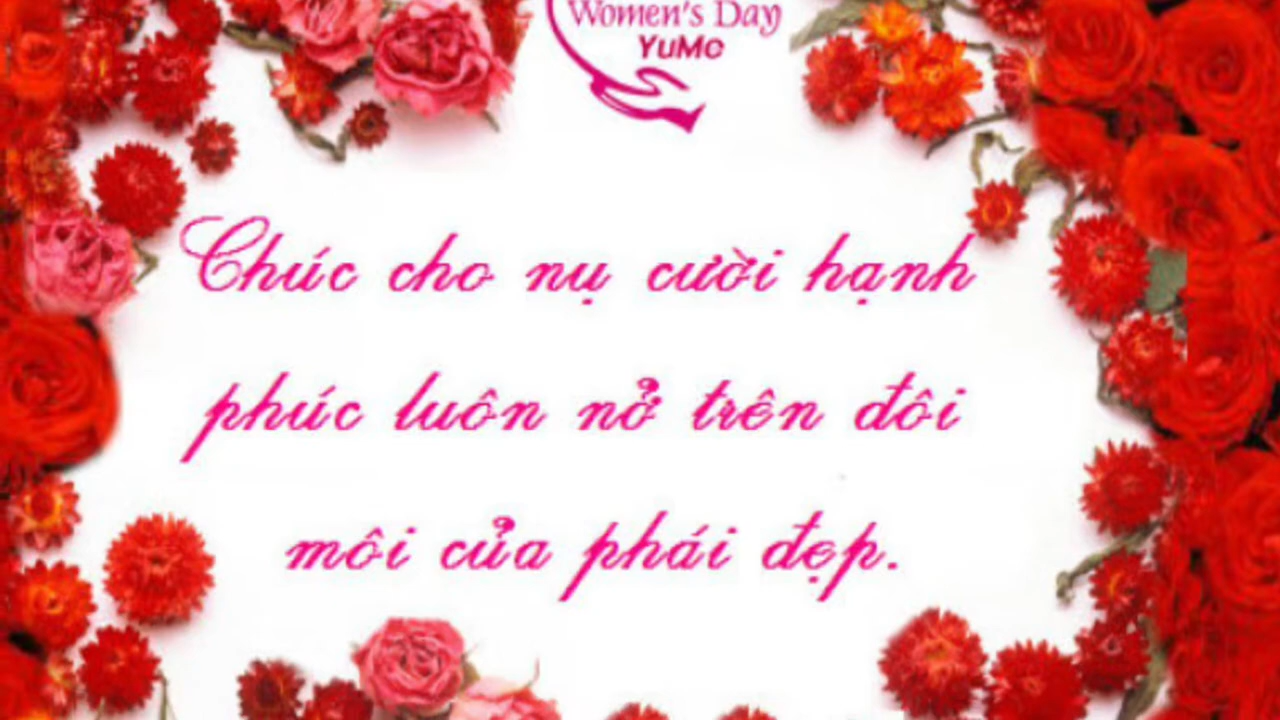 Women's Day
YuMe
Chúc cho nụ cười hạnh
phúc luôn nở trên đôi
môi của phái đẹp.